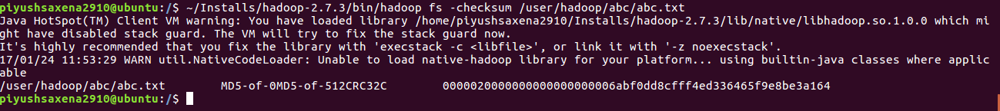 piyushsaxena2910@ubuntu:/$ ~/Installs/hadoop-2.7.3/bin/hadoop fs -checksum /user/hadoop/abc/abc.txt
Java HotSpot(TM) Client VM warning: You have loaded library /home/piyushsaxena2910/Installs/hadoop-2.7.3/lib/native/libhadoop.so.1.0.0 which mi
ght have disabled stack guard. The VM will try to fix the stack guard now.
It's highly recommended that you fix the library with 'execstack -c <libfile>', or link it with '-z noexecstack'.
17/01/24 11:53:29 WARN util.NativeCodeLoader: Unable to load native-hadoop library for your platform... using builtin-java classes where applic
able
/user/hadoop/abc/abc.txt MD5-of-0MD5-of-512CRC32C 0000020000000000000000006abf0dd8cfff4ed336465f9e8be3a164
piyushsaxena2910@ubuntu:/$